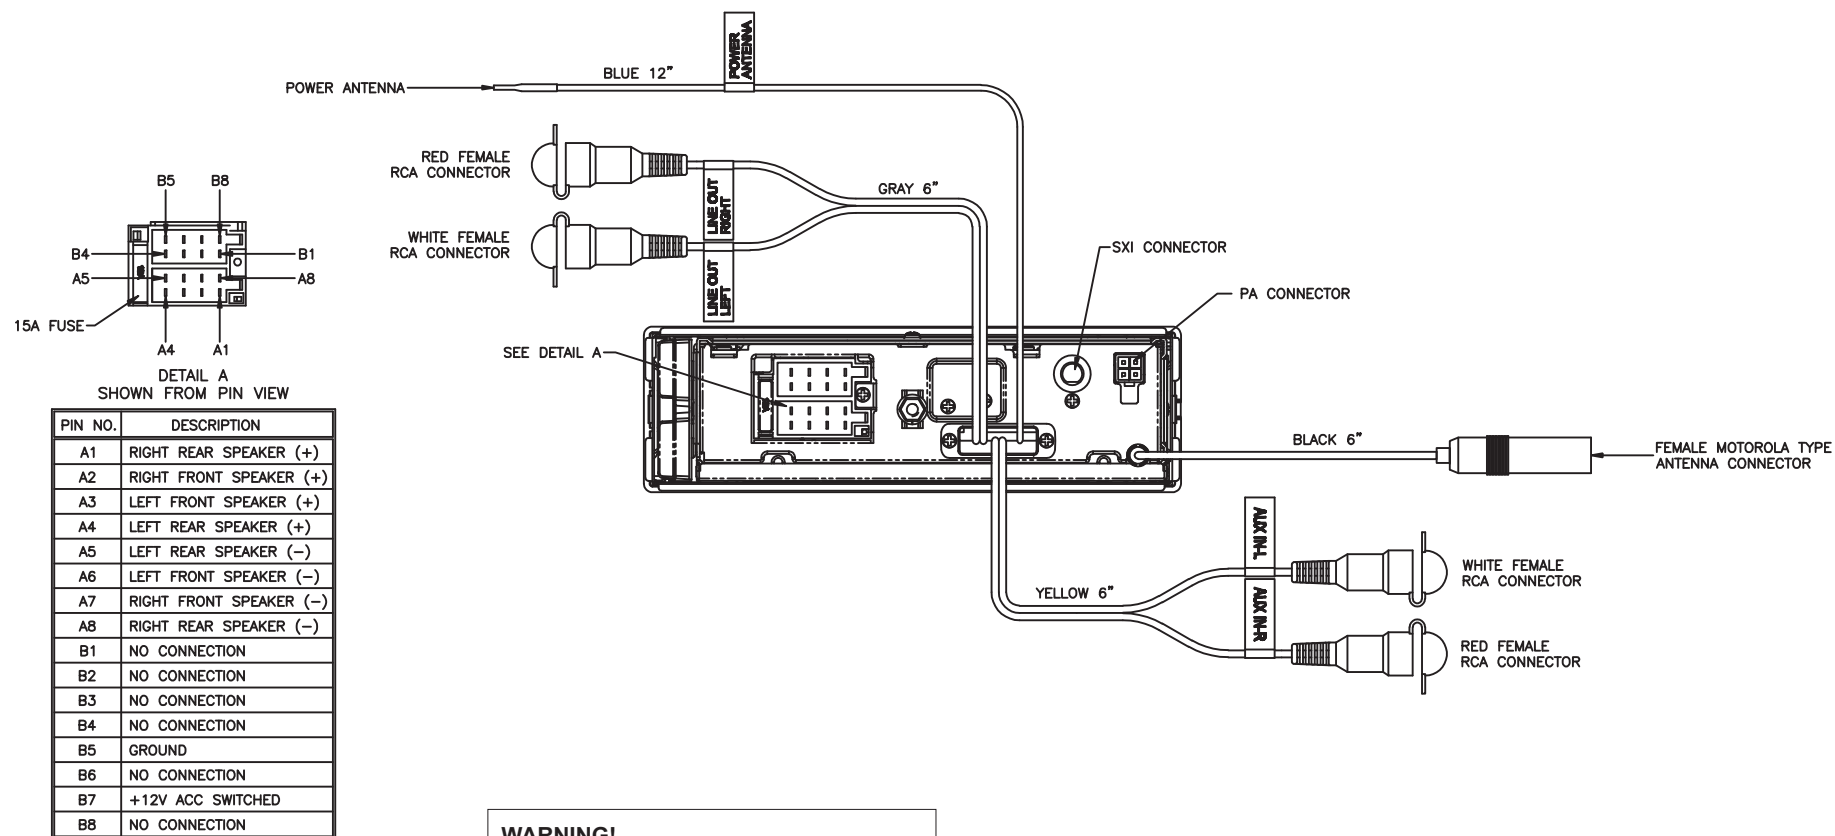 POWER ANTENNA
BLUE 12"
POWER
ANTENNA
RED FEMALE
RCA CONNECTOR
WHITE FEMALE
RCA CONNECTOR
LINE OUT
RIGHT
LINE OUT
LEFT
GRAY 6"
SXI CONNECTOR
PA CONNECTOR
SEE DETAIL A
BLACK 6"
FEMALE MOTOROLA TYPE
ANTENNA CONNECTOR
YELLOW 6"
AUX IN-L
AUX IN-R
WHITE FEMALE
RCA CONNECTOR
RED FEMALE
RCA CONNECTOR
B5
B8
B4
B1
A5
A8
15A FUSE
A4
A1
DETAIL A
SHOWN FROM PIN VIEW
PIN NO. DESCRIPTION
A1 RIGHT REAR SPEAKER (+)
A2 RIGHT FRONT SPEAKER (+)
A3 LEFT FRONT SPEAKER (+)
A4 LEFT REAR SPEAKER (+)
A5 LEFT REAR SPEAKER (−)
A6 LEFT FRONT SPEAKER (−)
A7 RIGHT FRONT SPEAKER (−)
A8 RIGHT REAR SPEAKER (−)
B1 NO CONNECTION
B2 NO CONNECTION
B3 NO CONNECTION
B4 NO CONNECTION
B5 GROUND
B6 NO CONNECTION
B7 +12V ACC SWITCHED
B8 NO CONNECTION
WARNING!